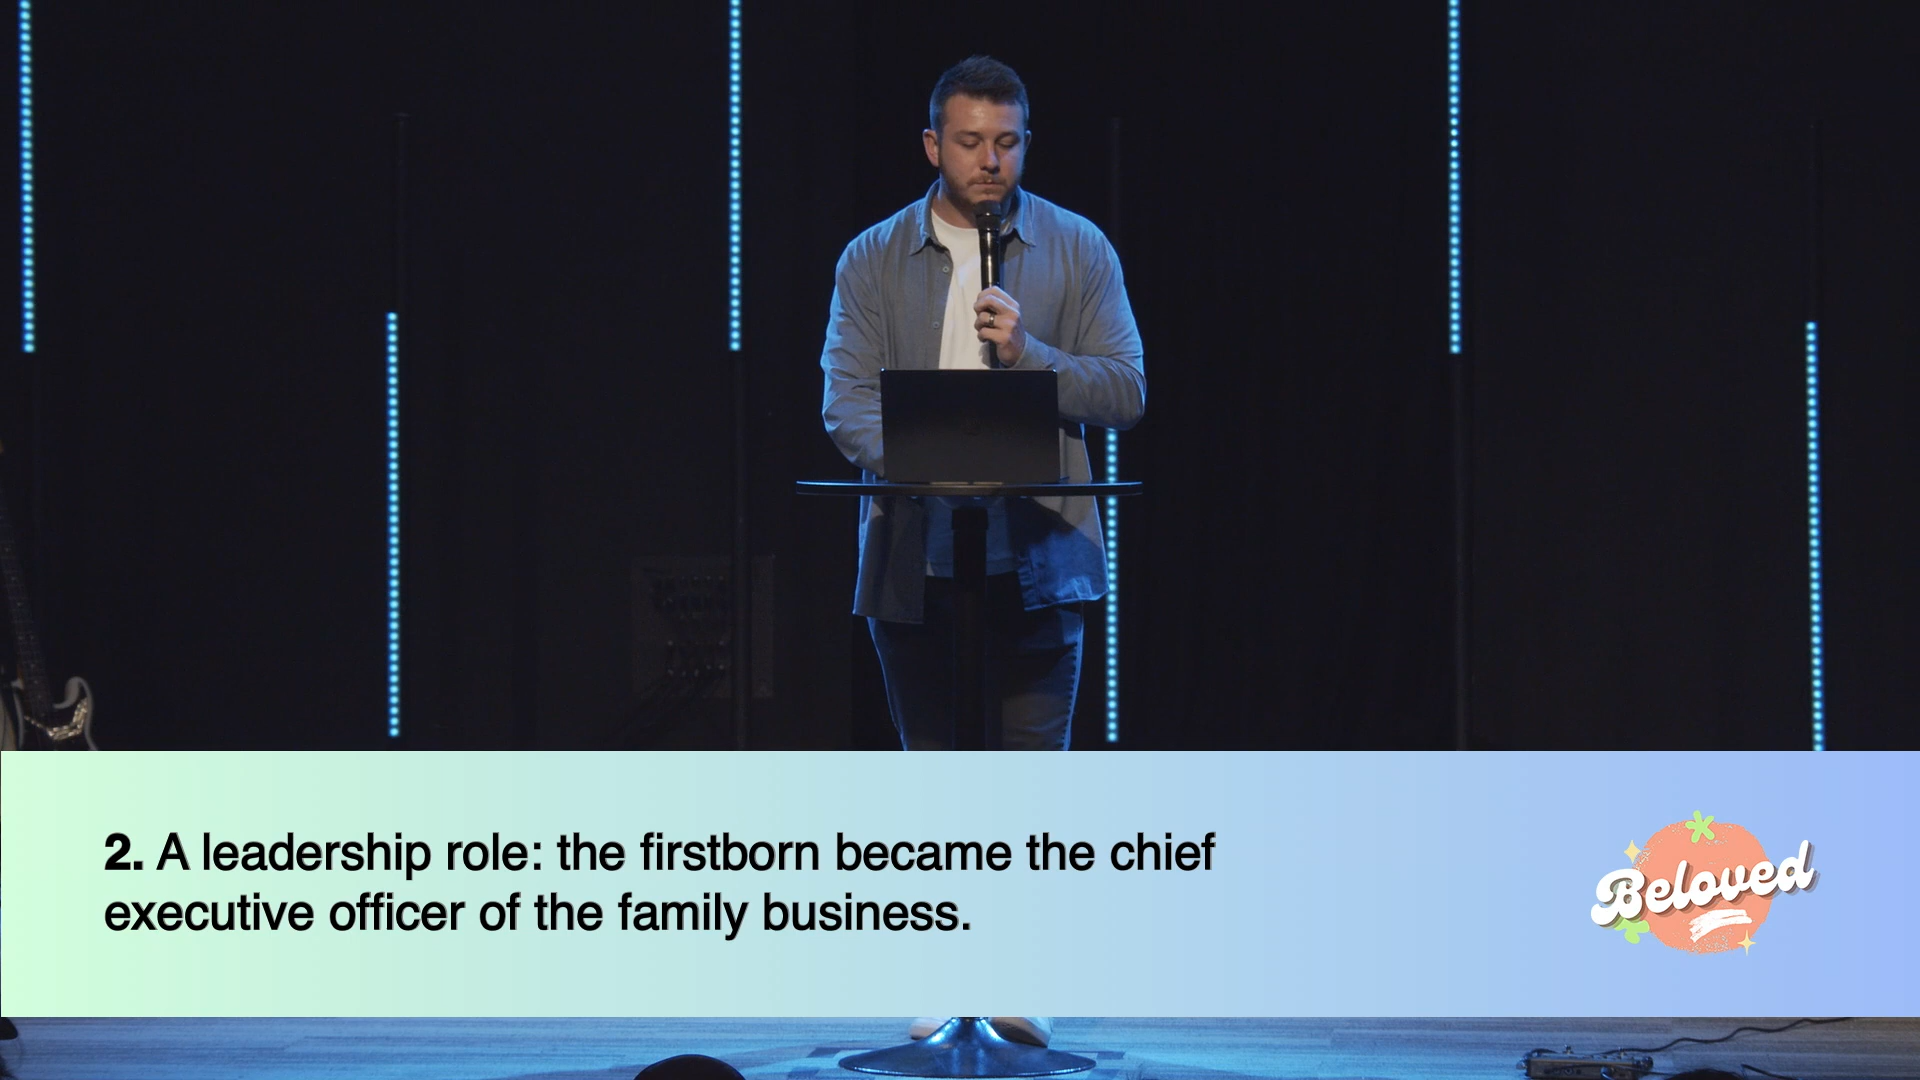 2. A leadership role: the firstborn became the chief
executive officer of the family business.
Beloved